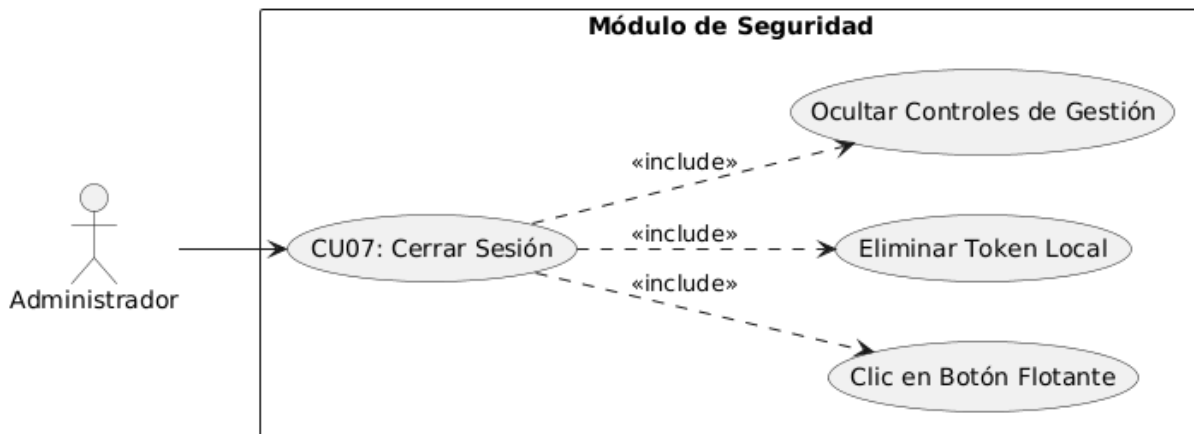 Módulo de Seguridad
Ocultar Controles de Gestión
«include»
«include»
CU07: Cerrar Sesión
Eliminar Token Local
«include»
Administrador
Clic en Botón Flotante